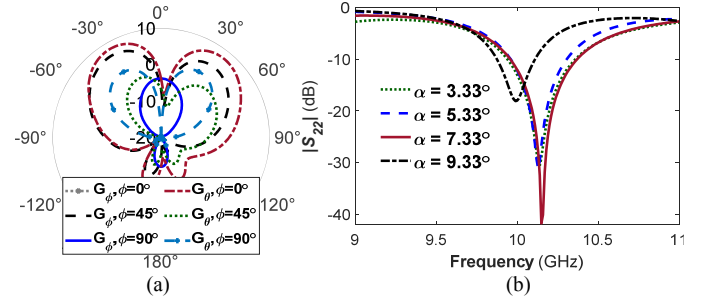 (a)
0°
10
-30°
30°
0
-60°
60°
-10
-90°
-20
90°
-120°
120°
Gϕ,ϕ=0° Gθ,ϕ=0°
Gϕ,ϕ=45° Gθ,ϕ=45°
Gϕ,ϕ=90° Gθ,ϕ=90°
180°
(a)
0
-10
-20
-30
-40
|S22| (dB)
α = 3.33°
α = 5.33°
α = 7.33°
α = 9.33°
9 9.5 10 10.5 11
Frequency (GHz)
(b)